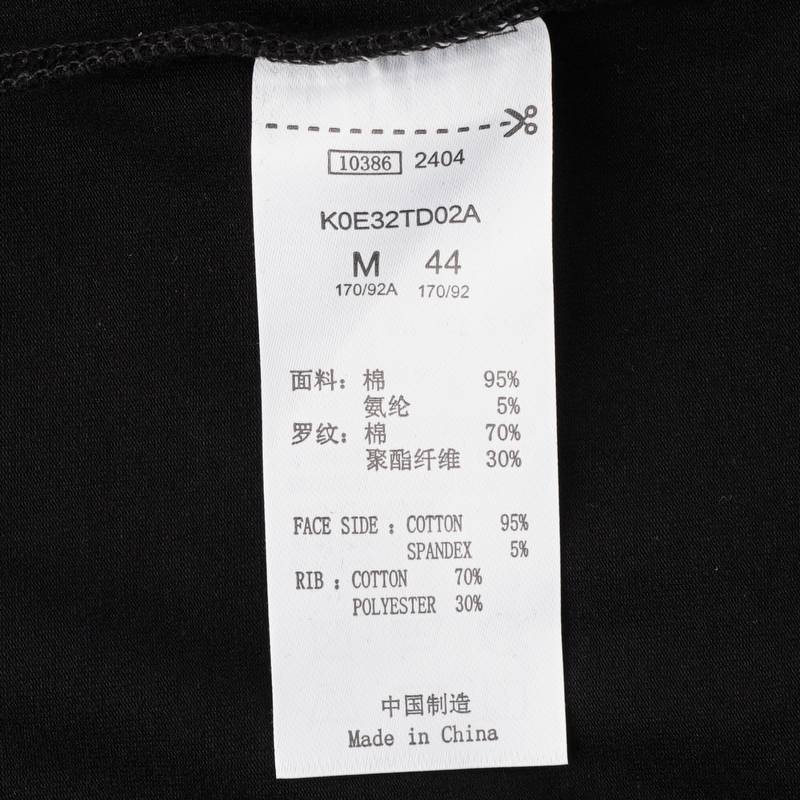 10386 2404
K0E32TD02A
M 44
170/92A 170/92
面料：棉 95%
氨纶 5%
罗纹：棉 70%
聚酯纤维 30%
FACE SIDE : COTTON 95%
SPANDEX 5%
RIB : COTTON 70%
POLYESTER 30%
中国制造
Made in China